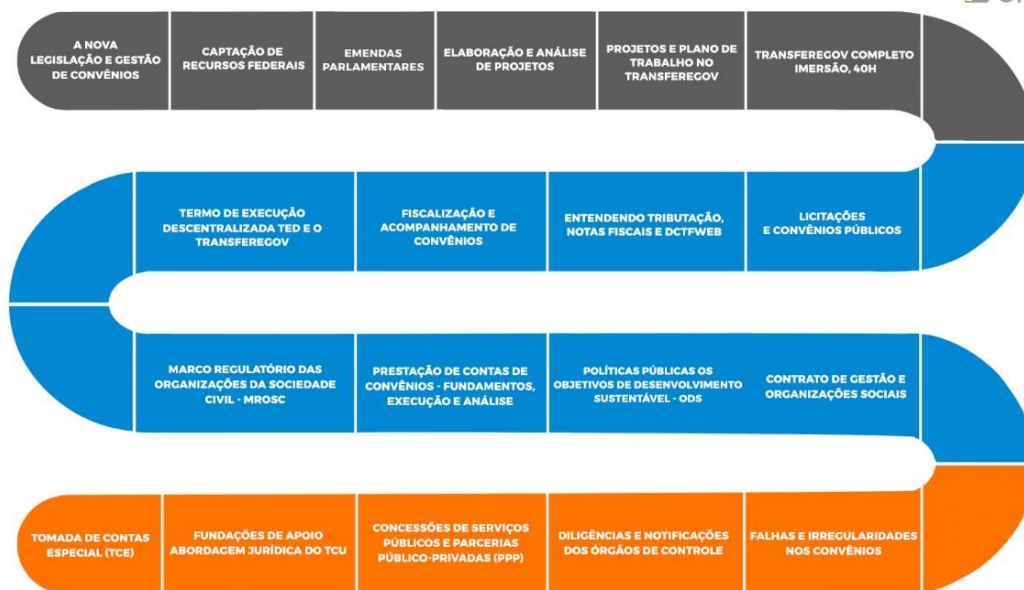 A NOVA
LEGISLAÇÃO E GESTÃO
DE CONVÊNIOS
CAPTAÇÃO DE
RECURSOS FEDERAIS
EMENDAS
PARLAMENTARES
ELABORAÇÃO E ANÁLISE
DE PROJETOS
PROJETOS E PLANO DE
TRABALHO NO
TRANSFEREGOV
TRANSFEREGOV COMPLETO
IMERSÃO, 40H
TERMO DE EXECUÇÃO
DESCENTRALIZADA TED E O
TRANSFEREGOV
FISCALIZAÇÃO E
ACOMPANHAMENTO DE
CONVÊNIOS
ENTENDENDO TRIBUTAÇÃO,
NOTAS FISCAIS E DCTFWEB
LICITAÇÕES
E CONVÊNIOS PÚBLICOS
MARCO REGULATÓRIO DAS
ORGANIZAÇÕES DA SOCIEDADE
CIVIL - MROSC
PRESTAÇÃO DE CONTAS DE
CONVÊNIOS - FUNDAMENTOS,
EXECUÇÃO E ANÁLISE
POLÍTICAS PÚBLICAS OS
OBJETIVOS DE DESENVOLVIMENTO
SUSTENTÁVEL - ODS
CONTRATO DE GESTÃO E
ORGANIZAÇÕES SOCIAIS
TOMADA DE CONTAS
ESPECIAL (TCE)
FUNDAÇÕES DE APOIO
ABORDAGEM JURÍDICA DO TCU
CONCESSÕES DE SERVIÇOS
PÚBLICOS E PARCERIAS
PÚBLICO-PRIVADAS (PPP)
DILIGÊNCIAS E NOTIFICAÇÕES
DOS ÓRGÃOS DE CONTROLE
FALHAS E IRREGULARIDADES
NOS CONVÊNIOS